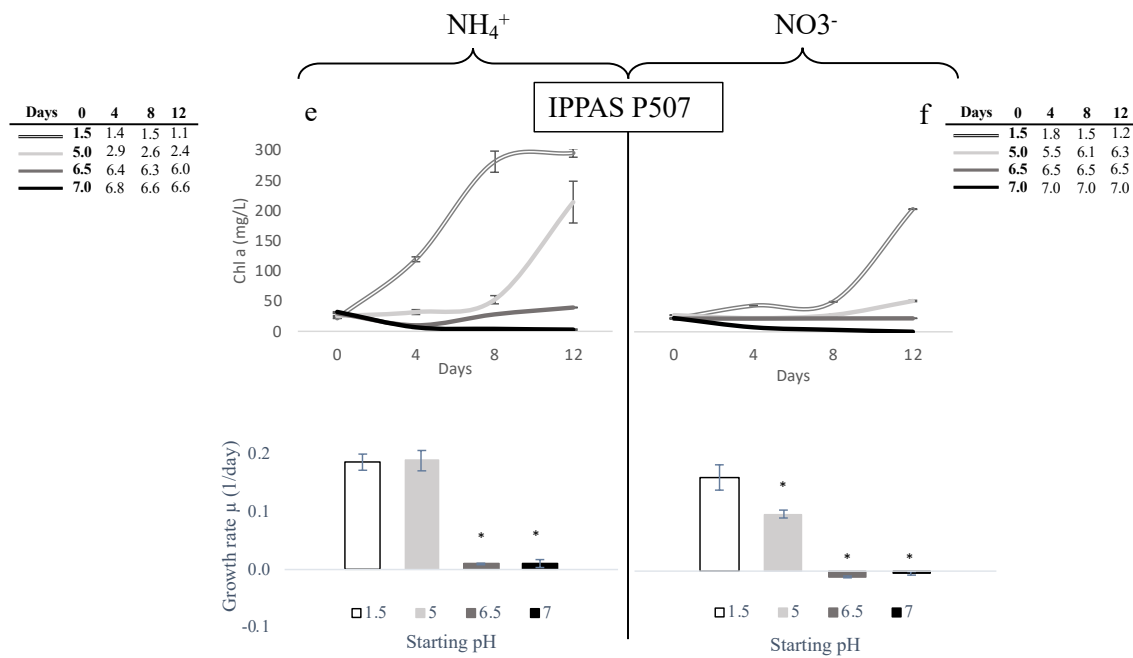 NH₄⁺ NO3⁻
IPPAS P507
e
f
Days 0 4 8 12
1.5 1.4 1.5 1.1
5.0 2.9 2.6 2.4
6.5 6.4 6.3 6.0
7.0 6.8 6.6 6.6
Days 0 4 8 12
1.5 1.8 1.5 1.2
5.0 5.5 6.1 6.3
6.5 6.5 6.5 6.5
7.0 7.0 7.0 7.0
Chl a (mg/L)
300
250
200
150
100
50
0
0 4 8 12
Days
0 4 8 12
Days
Growth rate µ (1/day)
0.2
0.1
0.0
-0.1
* *
* * *
1.5 5 6.5 7
Starting pH
1.5 5 6.5 7
Starting pH